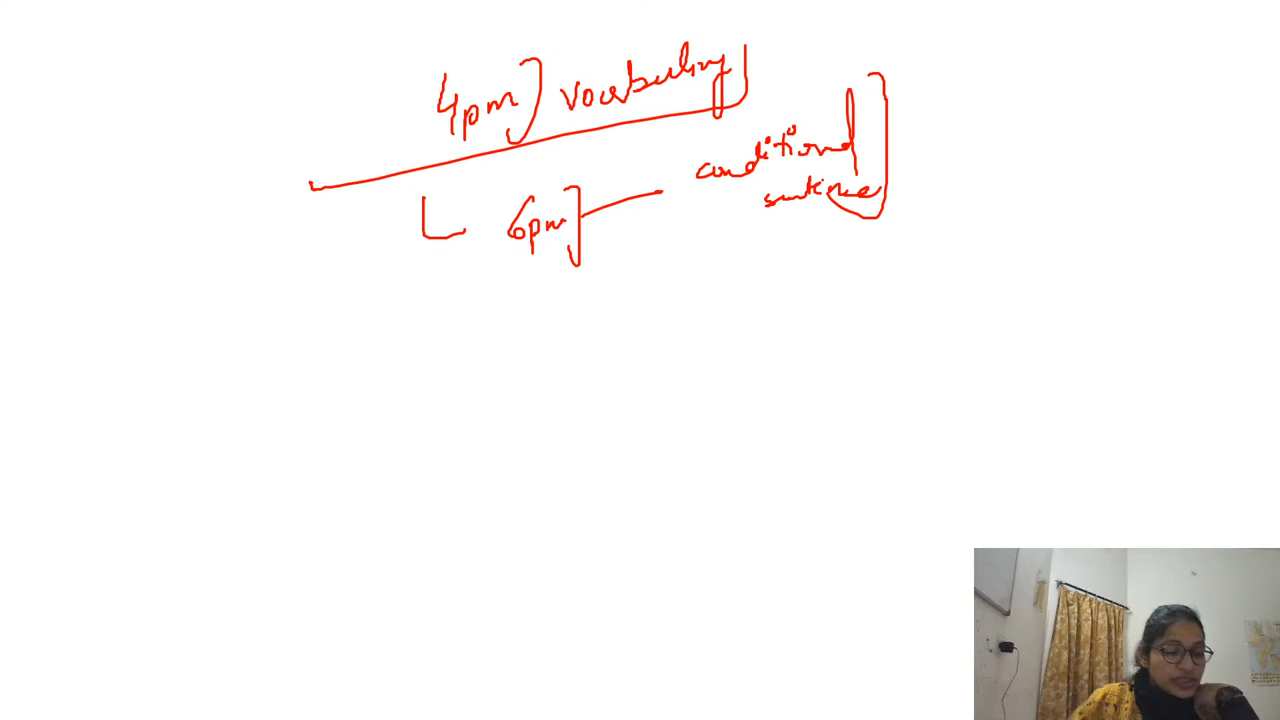 4pm] vocabulary
6pm] — conditional
sentence